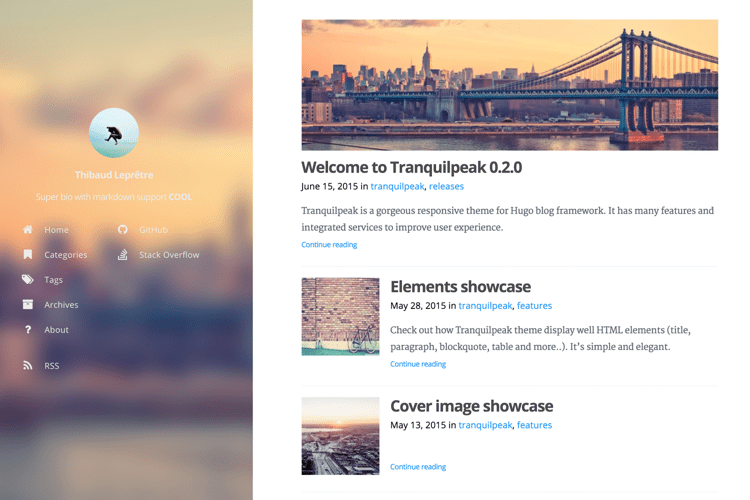 Thibaud Leprêtre
Super bio with markdown support COOL
Home
GitHub
Categories
Stack Overflow
Tags
Archives
About
RSS
Welcome to Tranquilpeak 0.2.0
June 15, 2015 in tranquilpeak, releases
Tranquilpeak is a gorgeous responsive theme for Hugo blog framework. It has many features and
integrated services to improve user experience.
Continue reading
Elements showcase
May 28, 2015 in tranquilpeak, features
Check out how Tranquilpeak theme display well HTML elements (title,
paragraph, blockquote, table and more..). It's simple and elegant.
Continue reading
Cover image showcase
May 13, 2015 in tranquilpeak, features
Continue reading